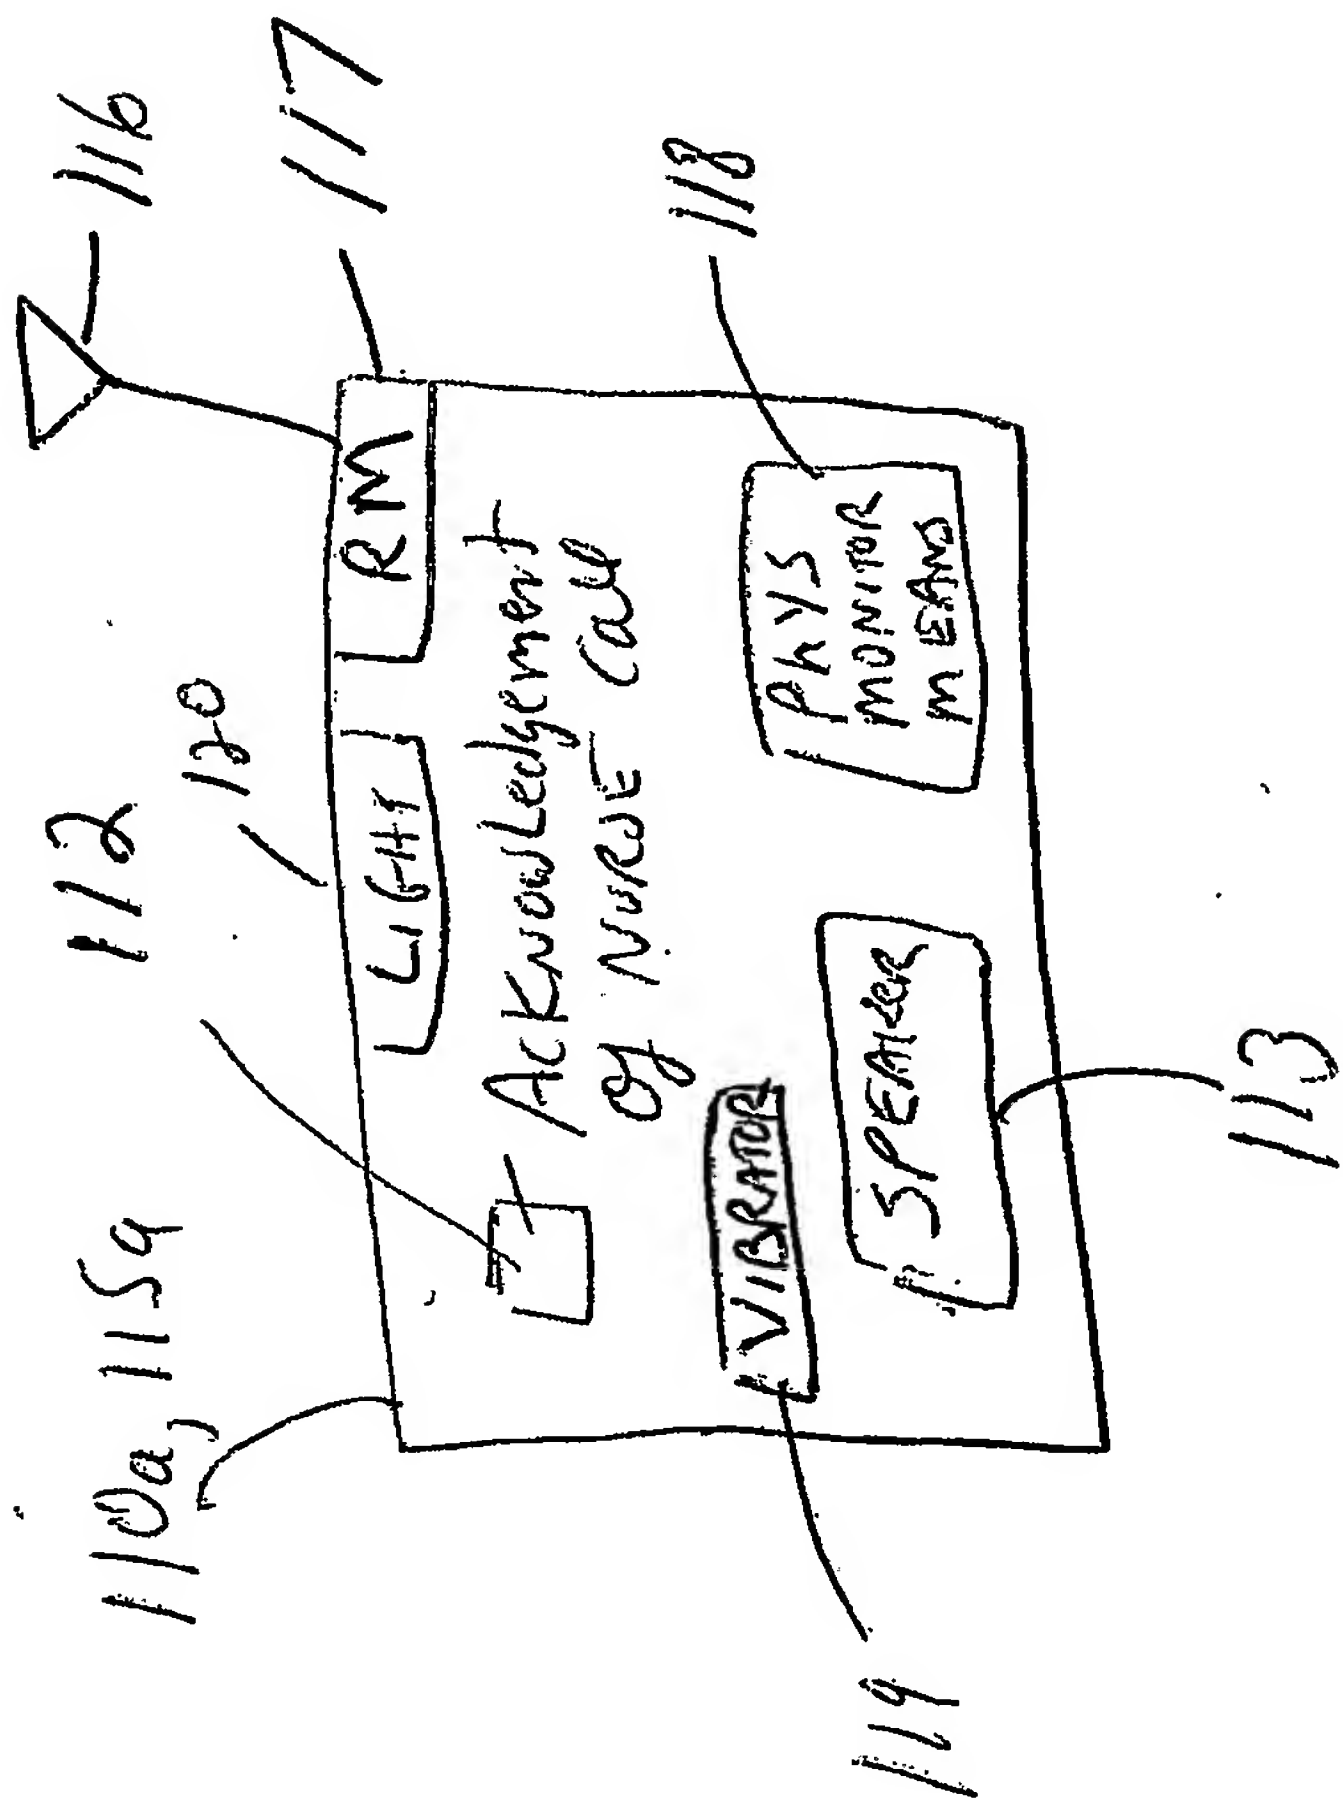 110a, 115a
112
120
116
117
LIGHT
RM
Acknowledgement
of NURSE Call
118
VIBRATOR
PhYS
MONITOR
MEANS
SPEAKER
119
113